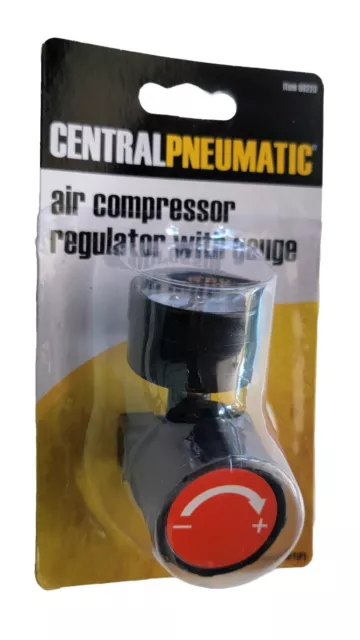 CENTRALPNEUMATIC
air compressor
regulator with gauge
- +